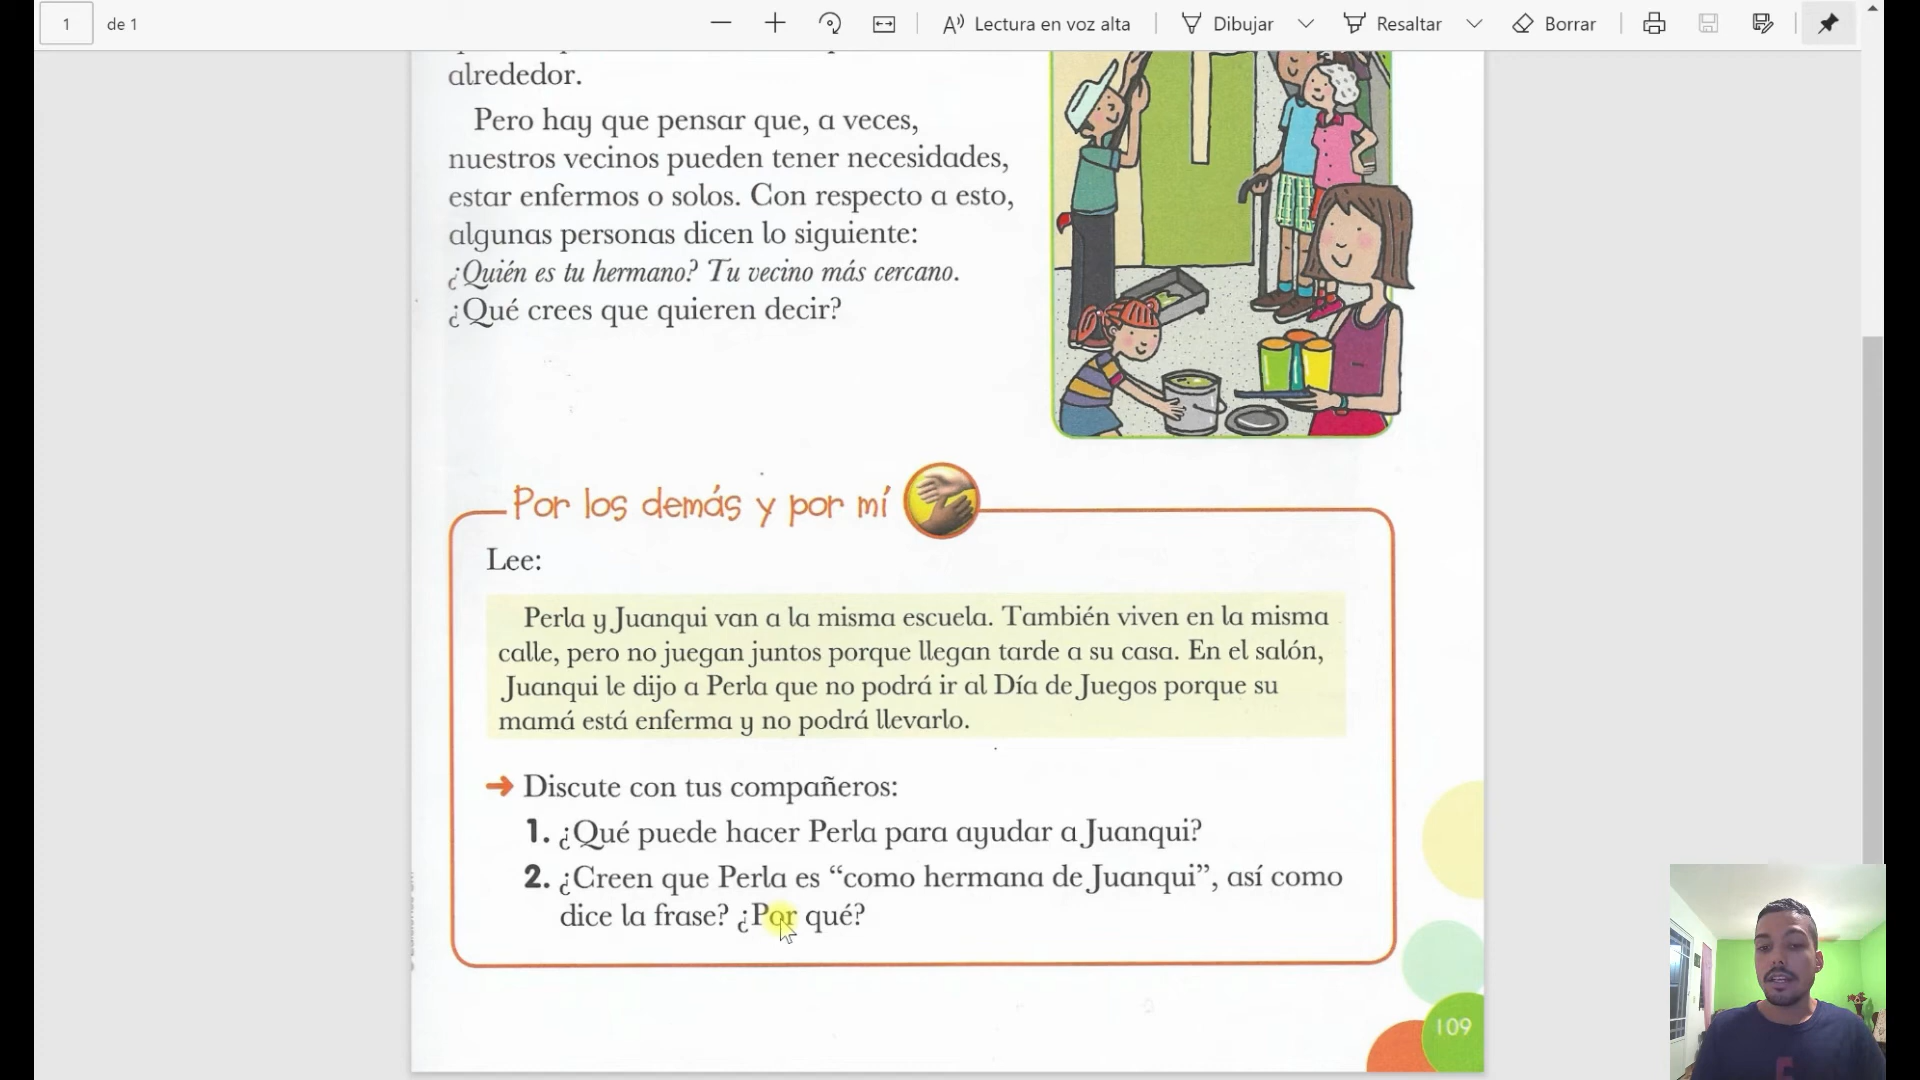 1 de 1
Lectura en voz alta
Dibujar
Resaltar
Borrar
alrededor.
Pero hay que pensar que, a veces,
nuestros vecinos pueden tener necesidades,
estar enfermos o solos. Con respecto a esto,
algunas personas dicen lo siguiente:
¿Quién es tu hermano? Tu vecino más cercano.
¿Qué crees que quieren decir?
Por los demás y por mí
Lee:
Perla y Juanqui van a la misma escuela. También viven en la misma
calle, pero no juegan juntos porque llegan tarde a su casa. En el salón,
Juanqui le dijo a Perla que no podrá ir al Día de Juegos porque su
mamá está enferma y no podrá llevarlo.
➔ Discute con tus compañeros:
1. ¿Qué puede hacer Perla para ayudar a Juanqui?
2. ¿Creen que Perla es “como hermana de Juanqui”, así como
dice la frase? ¿Por qué?
109